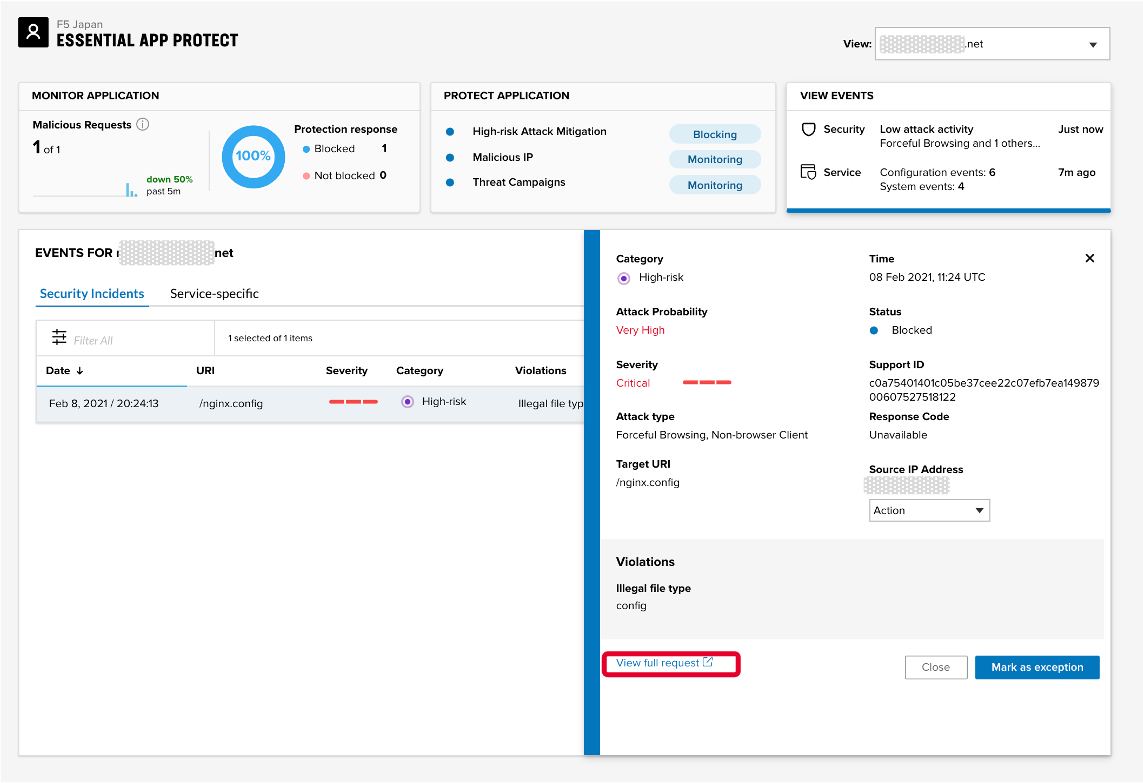 F5 Japan
ESSENTIAL APP PROTECT
View: .net
MONITOR APPLICATION
Malicious Requests
1 of 1
down 50%
past 5m
100%
Protection response
Blocked 1
Not blocked 0
PROTECT APPLICATION
High-risk Attack Mitigation Blocking
Malicious IP Monitoring
Threat Campaigns Monitoring
VIEW EVENTS
Security Low attack activity Just now
Forceful Browsing and 1 others...
Service Configuration events: 6 7m ago
System events: 4
EVENTS FOR net
Security Incidents Service-specific
Filter All 1 selected of 1 items
Date ↓ URI Severity Category Violations
Feb 8, 2021 / 20:24:13 /nginx.config High-risk Illegal file typ
Category
High-risk
Time
08 Feb 2021, 11:24 UTC
Attack Probability
Very High
Status
Blocked
Severity
Critical
Support ID
c0a75401401c05be37cee22c07efb7ea149879
00607527518122
Attack type
Forceful Browsing, Non-browser Client
Response Code
Unavailable
Target URI
/nginx.config
Source IP Address
Action
Violations
Illegal file type
config
View full request
Close
Mark as exception